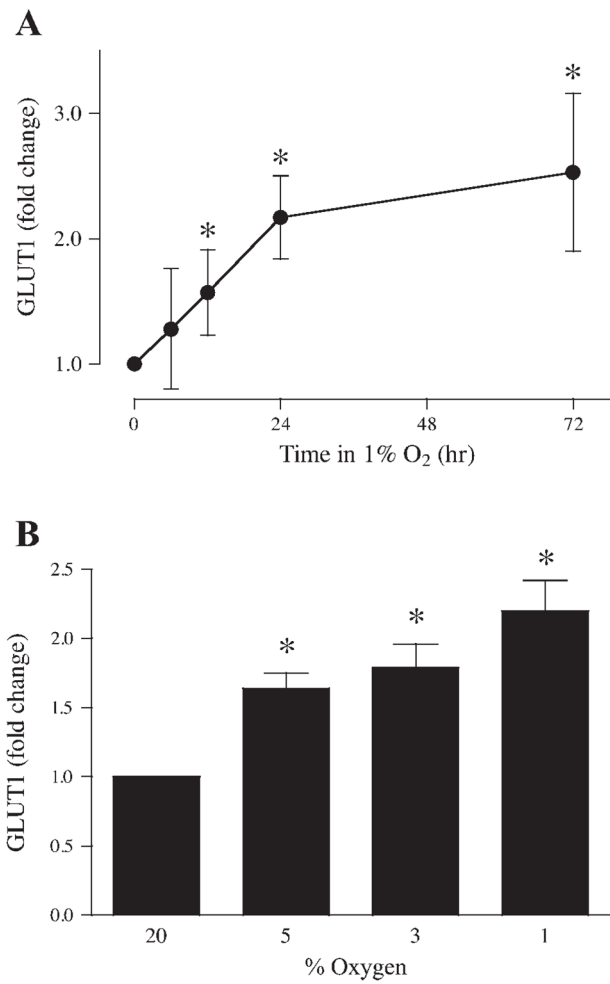 A
GLUT1 (fold change)
3.0
2.0
1.0
*
*
*
0 24 48 72
Time in 1% O₂ (hr)
B
GLUT1 (fold change)
2.5
2.0
1.5
1.0
0.5
0.0
*
*
*
20 5 3 1
% Oxygen